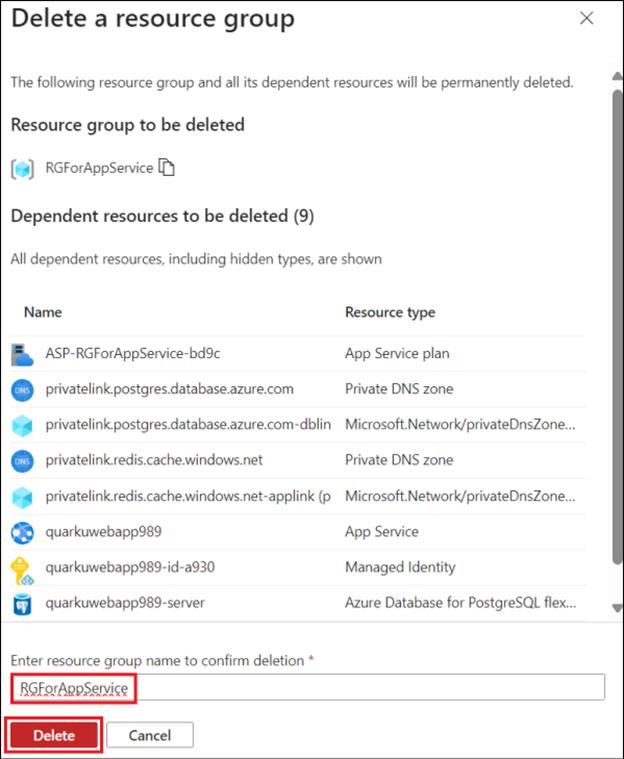 Delete a resource group
The following resource group and all its dependent resources will be permanently deleted.
Resource group to be deleted
RGForAppService
Dependent resources to be deleted (9)
All dependent resources, including hidden types, are shown
Name Resource type
ASP-RGForAppService-bd9c App Service plan
DNS privatelink.postgres.database.azure.com Private DNS zone
privatelink.postgres.database.azure.com-dblin Microsoft.Network/privateDnsZone...
DNS privatelink.redis.cache.windows.net Private DNS zone
privatelink.redis.cache.windows.net-applink (p Microsoft.Network/privateDnsZone...
quarkuwebapp989 App Service
quarkuwebapp989-id-a930 Managed Identity
quarkuwebapp989-server Azure Database for PostgreSQL flex...
Enter resource group name to confirm deletion *
RGForAppService
Delete Cancel